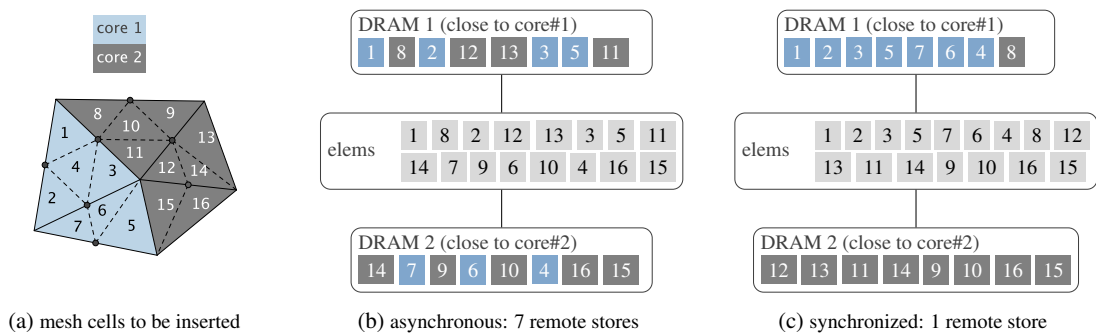 core 1
core 2
8
9
1
10
13
11
4
3
12
14
2
15
16
6
7
5
(a) mesh cells to be inserted
DRAM 1 (close to core#1)
1 8 2 12 13 3 5 11
elems
1 8 2 12 13 3 5 11
14 7 9 6 10 4 16 15
DRAM 2 (close to core#2)
14 7 9 6 10 4 16 15
(b) asynchronous: 7 remote stores
DRAM 1 (close to core#1)
1 2 3 5 7 6 4 8
elems
1 2 3 5 7 6 4 8 12
13 11 14 9 10 16 15
DRAM 2 (close to core#2)
12 13 11 14 9 10 16 15
(c) synchronized: 1 remote store